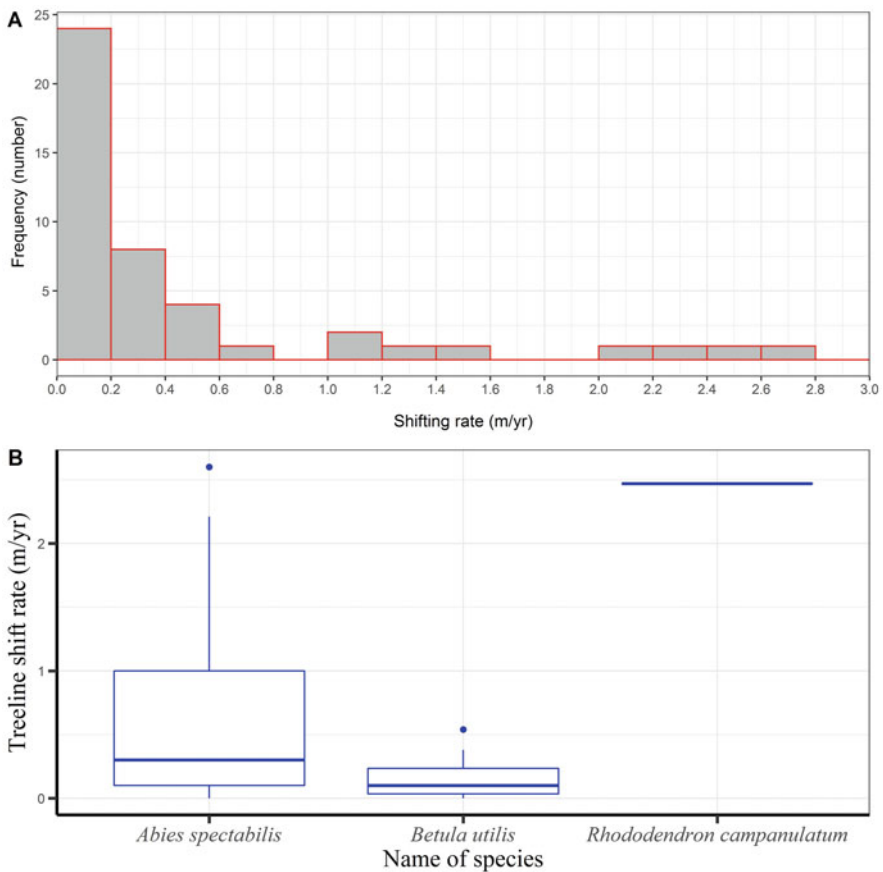 A
25
20
15
10
5
0
Frequency (number)
0.0 0.2 0.4 0.6 0.8 1.0 1.2 1.4 1.6 1.8 2.0 2.2 2.4 2.6 2.8 3.0
Shifting rate (m/yr)
B
2
1
0
Treeline shift rate (m/yr)
Abies spectabilis Betula utilis Rhododendron campanulatum
Name of species